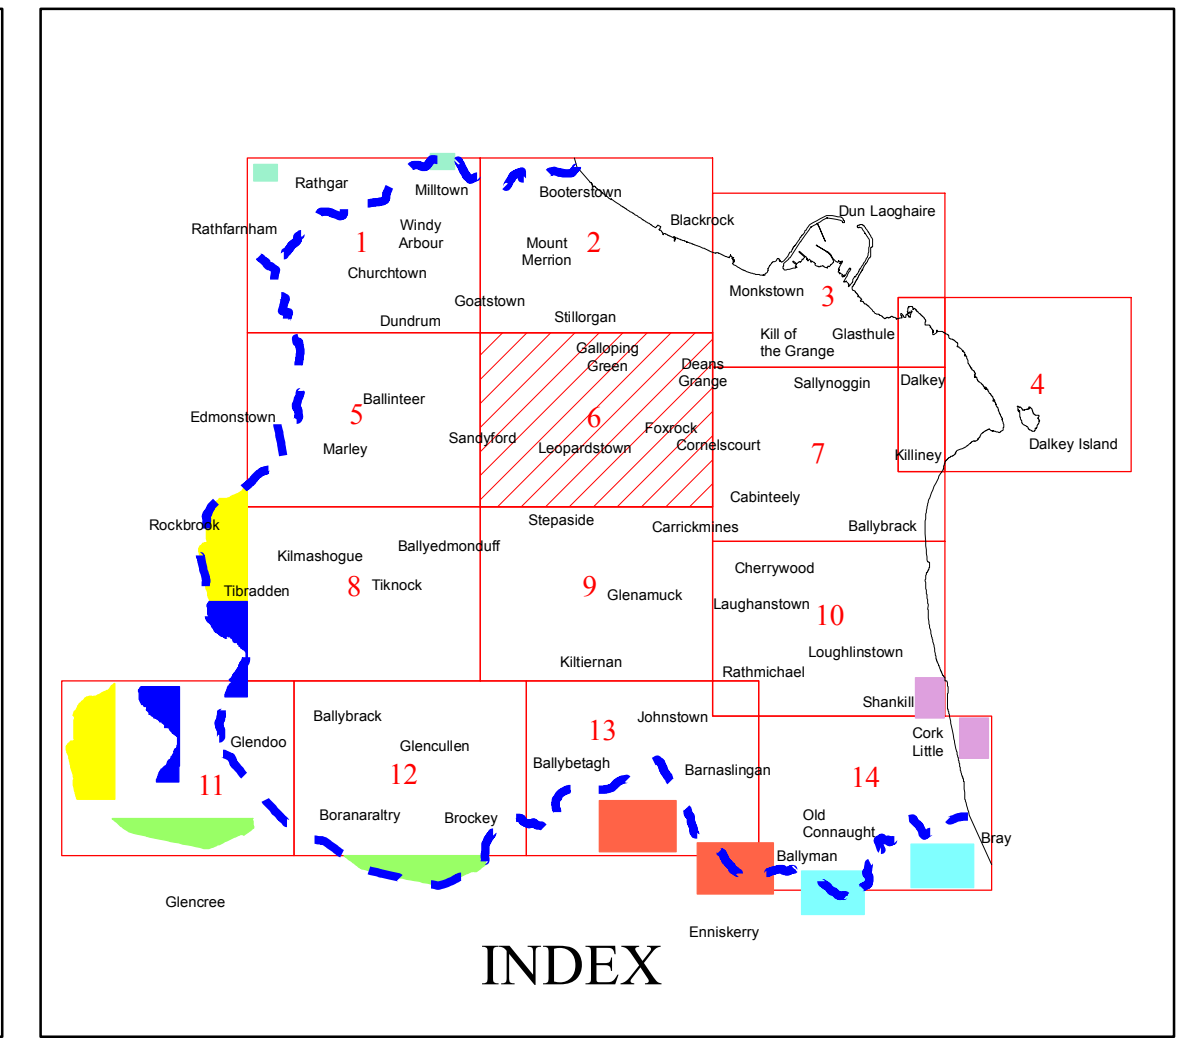 Rathgar
Milltown
Booterstown
Rathfarnham
Windy
Arbour
1
Churchtown
Goatstown
Dundrum
Mount
Merrion
2
Stillorgan
Blackrock
Dun Laoghaire
Monkstown
3
Kill of
the Grange
Glasthule
Dalkey
4
Dalkey Island
Killiney
Edmonstown
Ballinteer
5
Marley
Sandyford
Galloping
Green
Deans
Grange
6
Foxrock
Leopardstown
Cornelscourt
Sallynoggin
7
Cabinteely
Ballybrack
Rockbrook
Tibradden
Kilmashogue
Ballyedmonduff
8
Tiknock
Stepaside
Carrickmines
9
Glenamuck
Kiltiernan
Cherrywood
Laughanstown
10
Loughlinstown
Rathmichael
Shankill
Glendoo
11
Ballybrack
Glencullen
12
Boranaraltry
Brockey
Johnstown
13
Ballybetagh
Barnaslingan
Cork
Little
14
Old
Connaught
Ballyman
Bray
Glencree
Enniskerry
INDEX